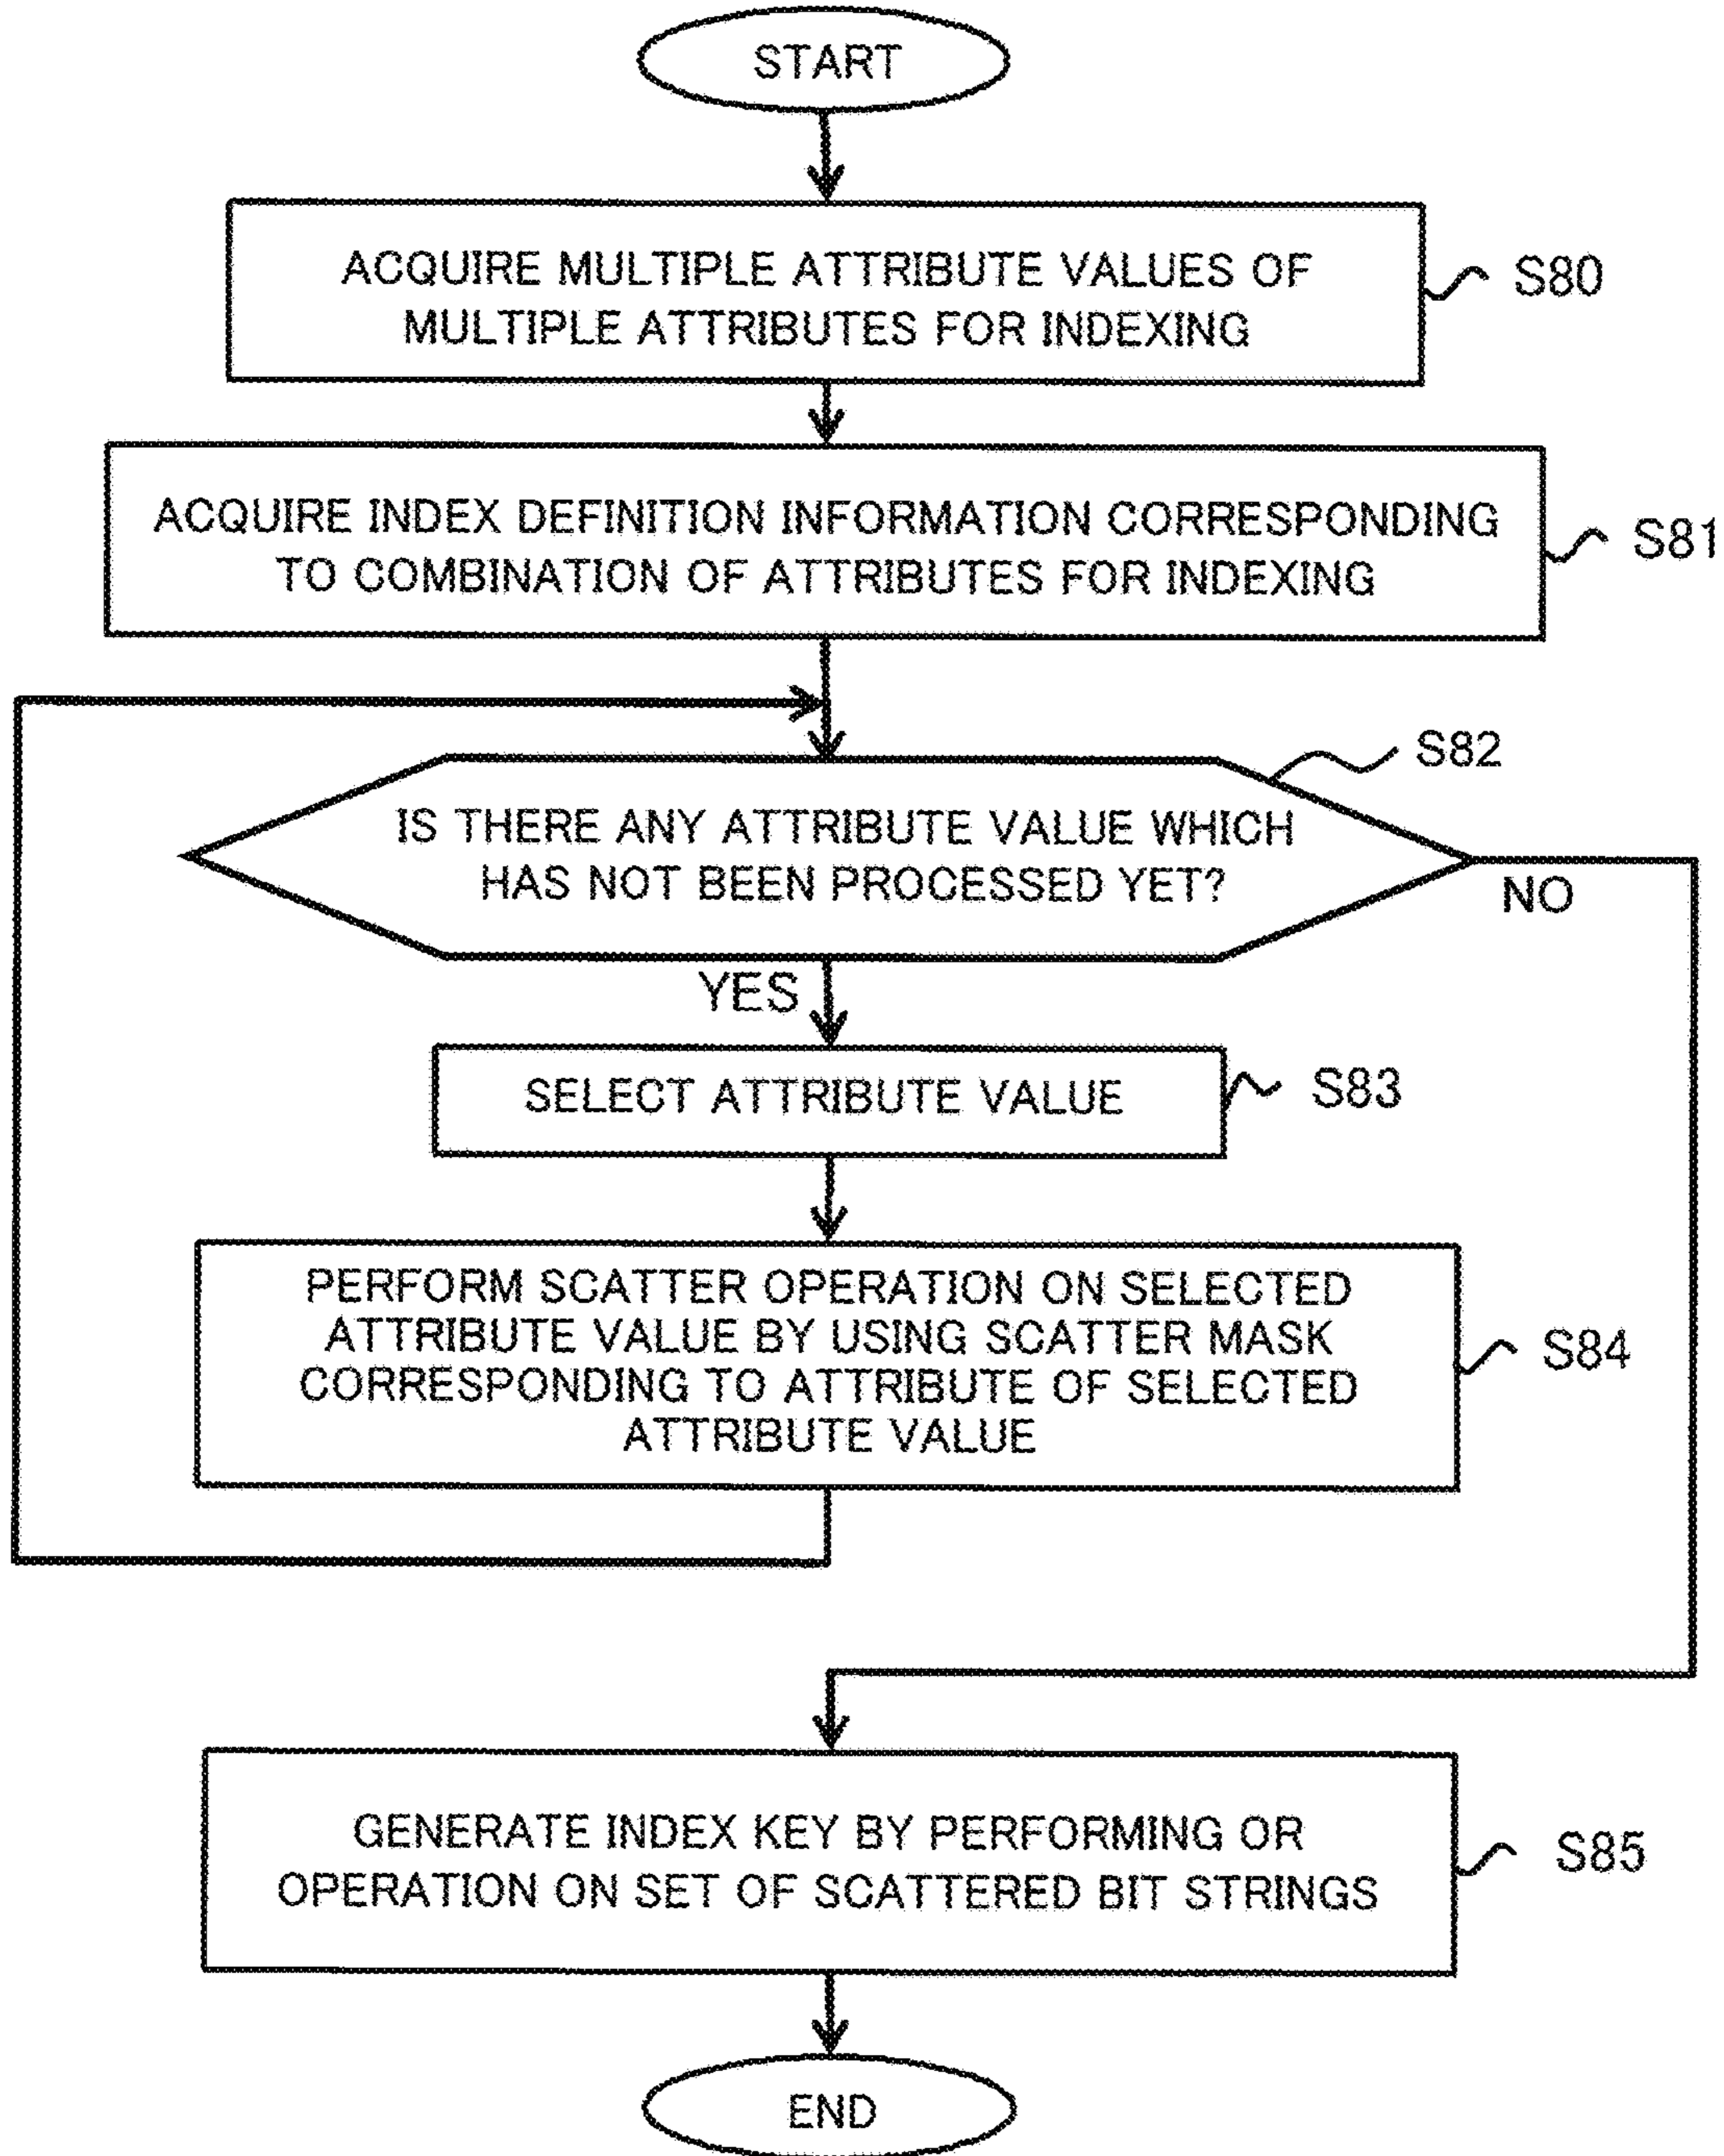 START
ACQUIRE MULTIPLE ATTRIBUTE VALUES OF
MULTIPLE ATTRIBUTES FOR INDEXING
S80
ACQUIRE INDEX DEFINITION INFORMATION CORRESPONDING
TO COMBINATION OF ATTRIBUTES FOR INDEXING
S81
S82
IS THERE ANY ATTRIBUTE VALUE WHICH
HAS NOT BEEN PROCESSED YET?
NO
YES
SELECT ATTRIBUTE VALUE
S83
PERFORM SCATTER OPERATION ON SELECTED
ATTRIBUTE VALUE BY USING SCATTER MASK
CORRESPONDING TO ATTRIBUTE OF SELECTED
ATTRIBUTE VALUE
S84
GENERATE INDEX KEY BY PERFORMING OR
OPERATION ON SET OF SCATTERED BIT STRINGS
S85
END